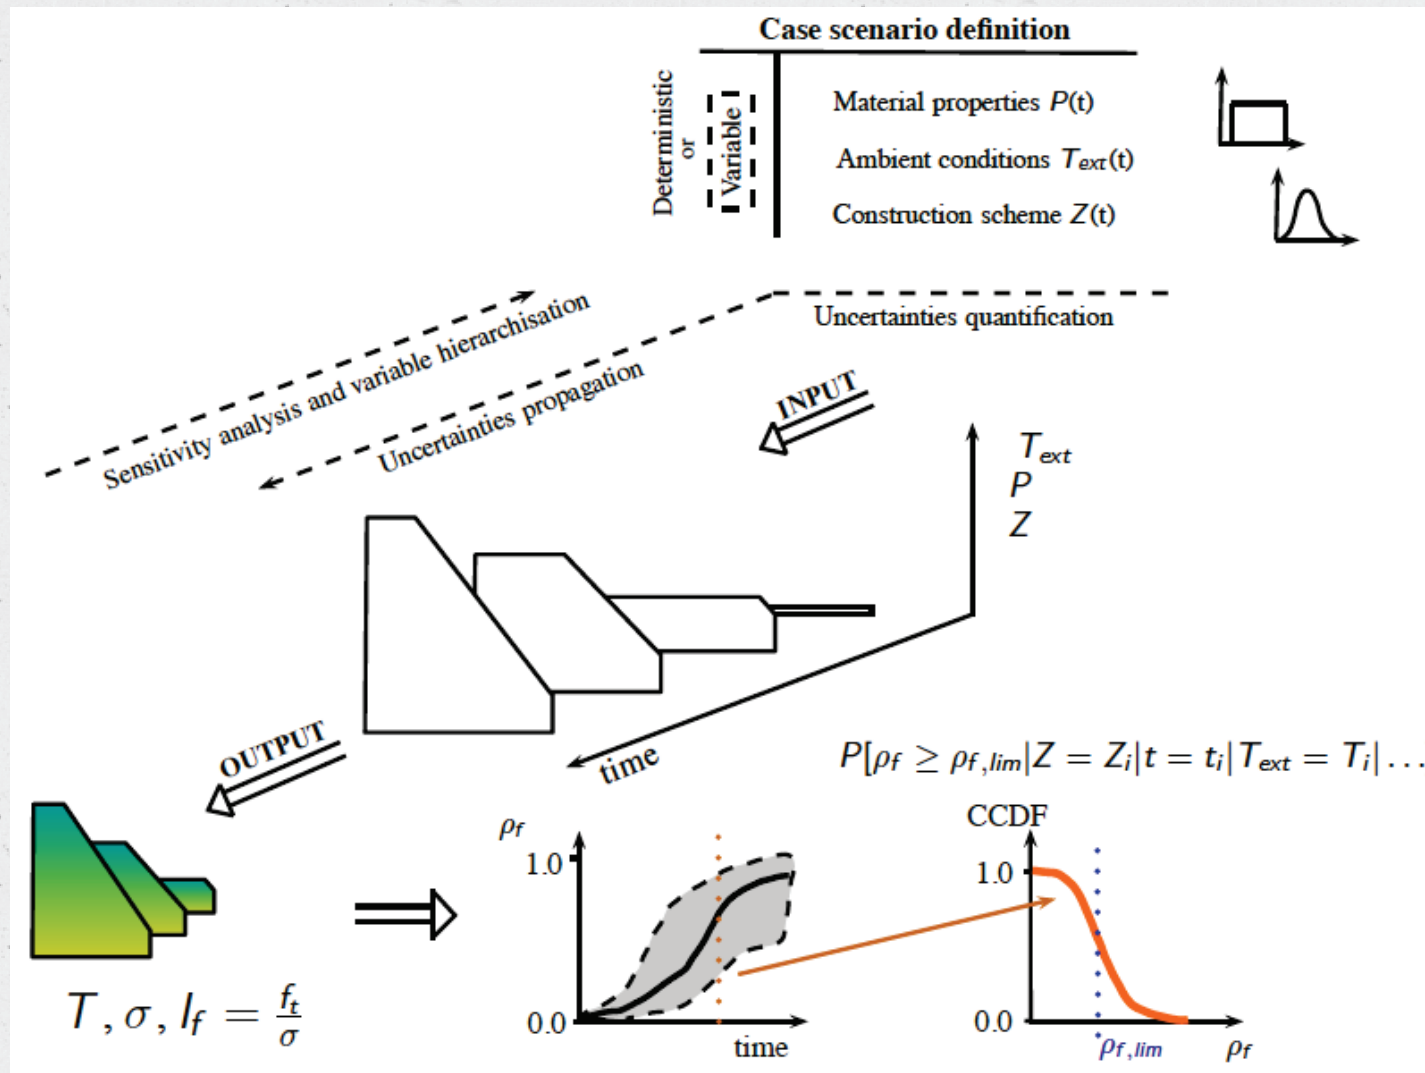 Case scenario definition
Deterministic
or
Variable
Material properties P(t)
Ambient conditions T_ext(t)
Construction scheme Z(t)
Sensitivity analysis and variable hierarchisation
Uncertainties propagation
Uncertainties quantification
INPUT
T_ext
P
Z
time
OUTPUT
P[ρ_f ≥ ρ_f,lim|Z = Z_i|t = t_i|T_ext = T_i| ...
T, σ, I_f = f_t/σ
ρ_f
1.0
0.0
time
CCDF
1.0
0.0
ρ_f,lim
ρ_f